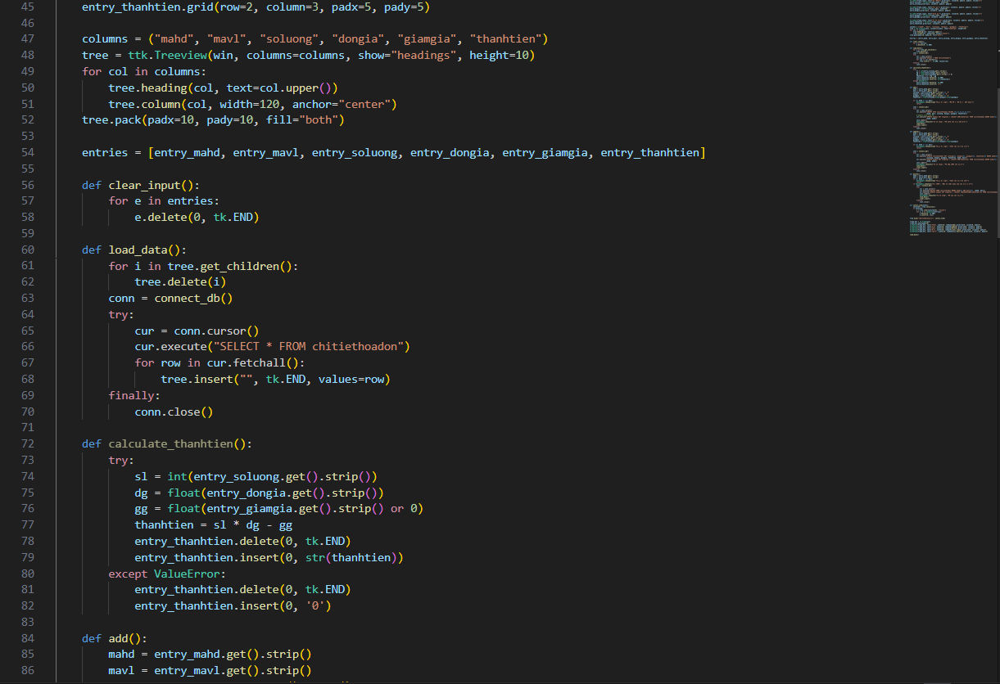 45 entry_thanhtien.grid(row=2, column=3, padx=5, pady=5)
46
47 columns = ("mahd", "mavl", "soluong", "dongia", "giamgia", "thanhtien")
48 tree = ttk.Treeview(win, columns=columns, show="headings", height=10)
49 for col in columns:
50 tree.heading(col, text=col.upper())
51 tree.column(col, width=120, anchor="center")
52 tree.pack(padx=10, pady=10, fill="both")
53
54 entries = [entry_mahd, entry_mavl, entry_soluong, entry_dongia, entry_giamgia, entry_thanhtien]
55
56 def clear_input():
57 for e in entries:
58 e.delete(0, tk.END)
59
60 def load_data():
61 for i in tree.get_children():
62 tree.delete(i)
63 conn = connect_db()
64 try:
65 cur = conn.cursor()
66 cur.execute("SELECT * FROM chitiethoadon")
67 for row in cur.fetchall():
68 tree.insert("", tk.END, values=row)
69 finally:
70 conn.close()
71
72 def calculate_thanhtien():
73 try:
74 sl = int(entry_soluong.get().strip())
75 dg = float(entry_dongia.get().strip())
76 gg = float(entry_giamgia.get().strip() or 0)
77 thanhtien = sl * dg - gg
78 entry_thanhtien.delete(0, tk.END)
79 entry_thanhtien.insert(0, str(thanhtien))
80 except ValueError:
81 entry_thanhtien.delete(0, tk.END)
82 entry_thanhtien.insert(0, '0')
83
84 def add():
85 mahd = entry_mahd.get().strip()
86 mavl = entry_mavl.get().strip()